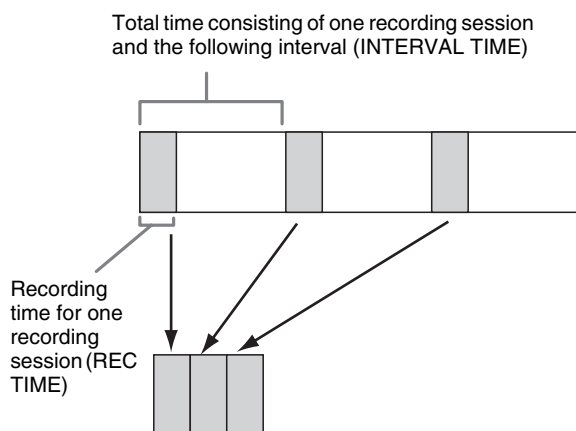 Total time consisting of one recording session
and the following interval (INTERVAL TIME)
Recording
time for one
recording
session (REC
TIME)